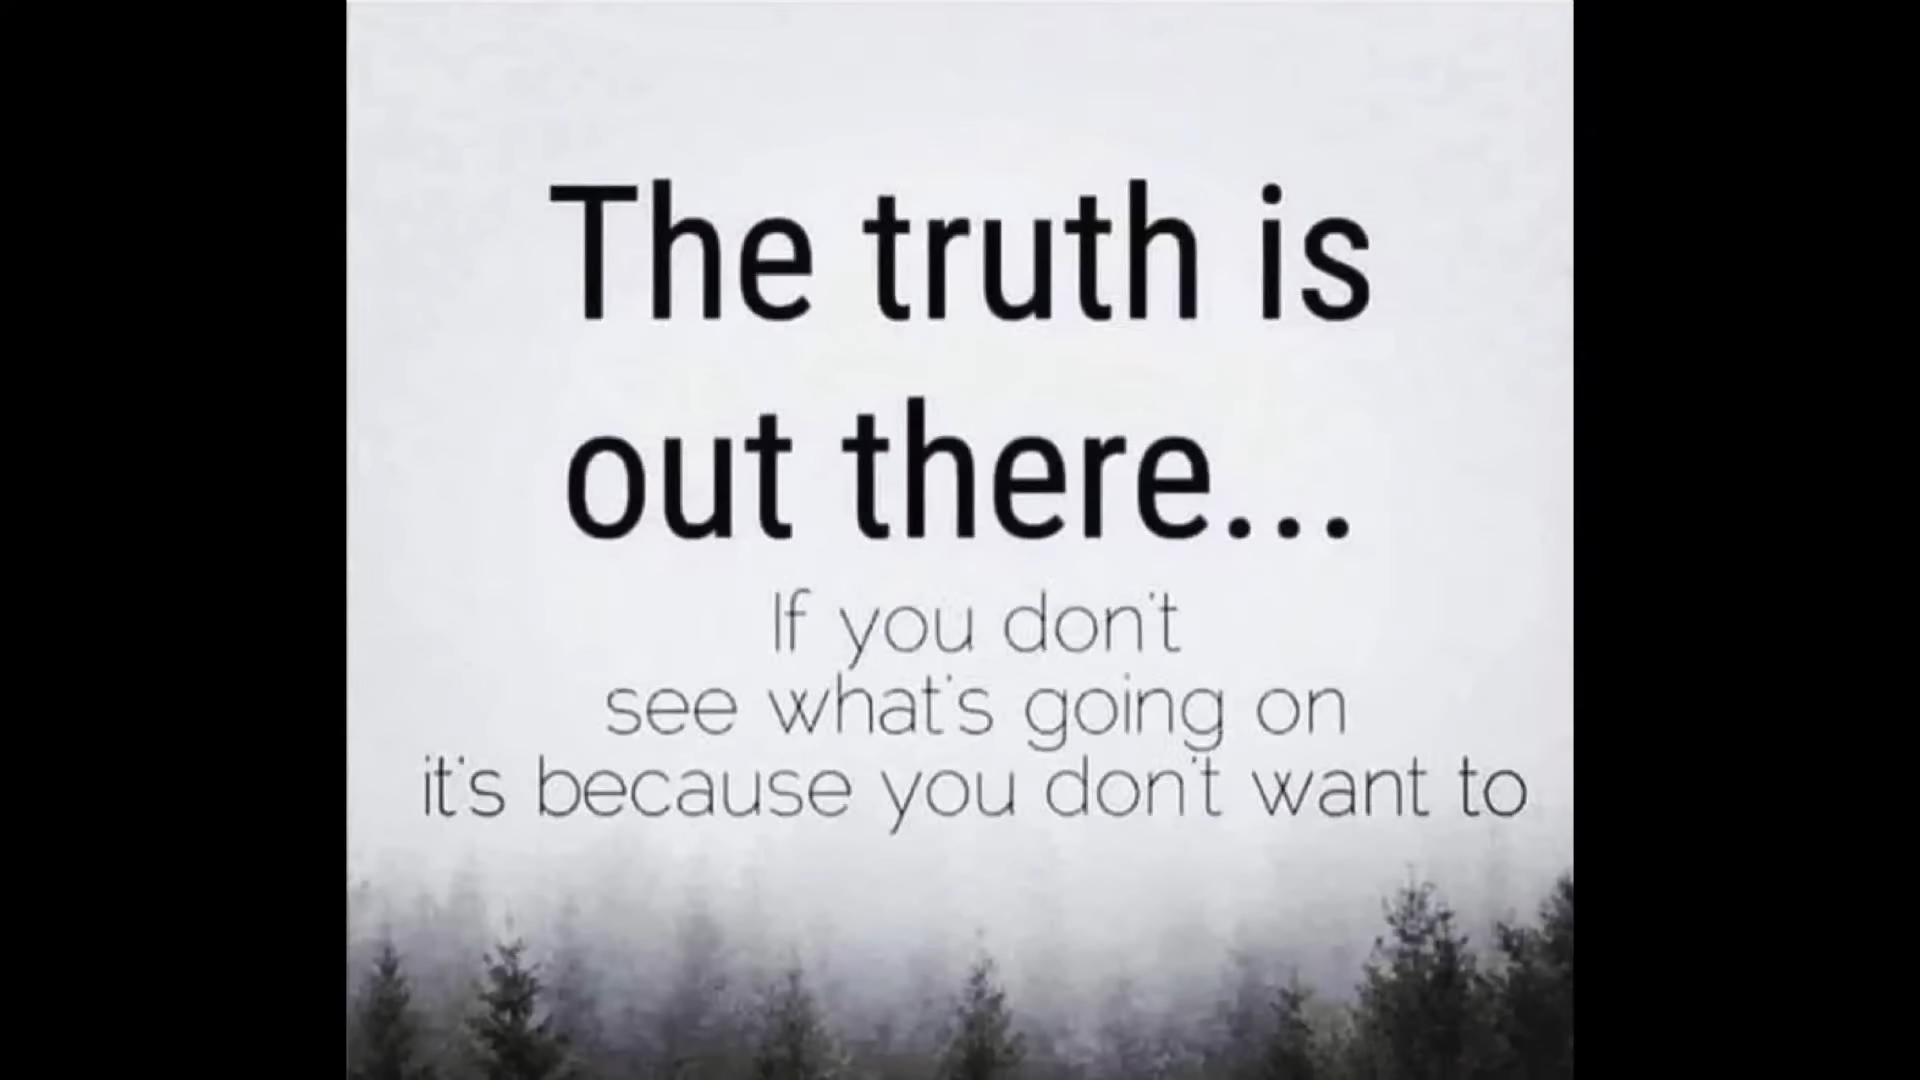 The truth is
out there...
If you don't
see what's going on
it's because you don't want to